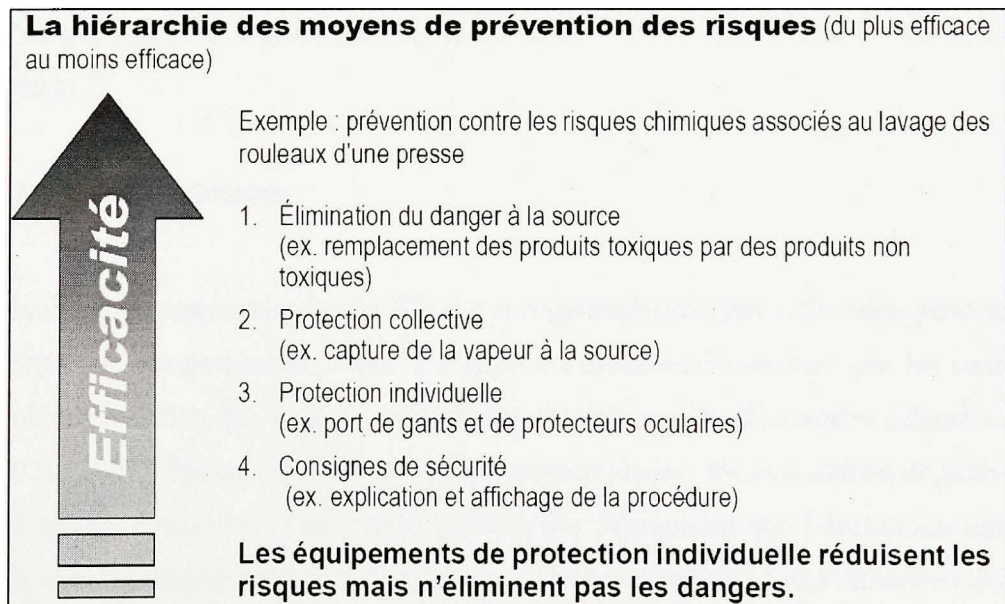 La hiérarchie des moyens de prévention des risques (du plus efficace
au moins efficace)
Exemple : prévention contre les risques chimiques associés au lavage des
rouleaux d'une presse
Efficacité
1. Élimination du danger à la source
(ex. remplacement des produits toxiques par des produits non
toxiques)
2. Protection collective
(ex. capture de la vapeur à la source)
3. Protection individuelle
(ex. port de gants et de protecteurs oculaires)
4. Consignes de sécurité
(ex. explication et affichage de la procédure)
Les équipements de protection individuelle réduisent les
risques mais n'éliminent pas les dangers.